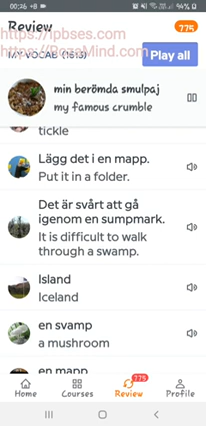 00:26 +B
94%
Review
775
https://ipbses.com
MY VOCAB (1613)
https://RozaMind.com
Play all
min berömda smulpaj
my famous crumble
tickle
Lägg det i en mapp.
Put it in a folder.
Det är svårt att gå
igenom en sumpmark.
It is difficult to walk
through a swamp.
Island
Iceland
en svamp
a mushroom
en mapp
775
Home
Courses
Review
Profile